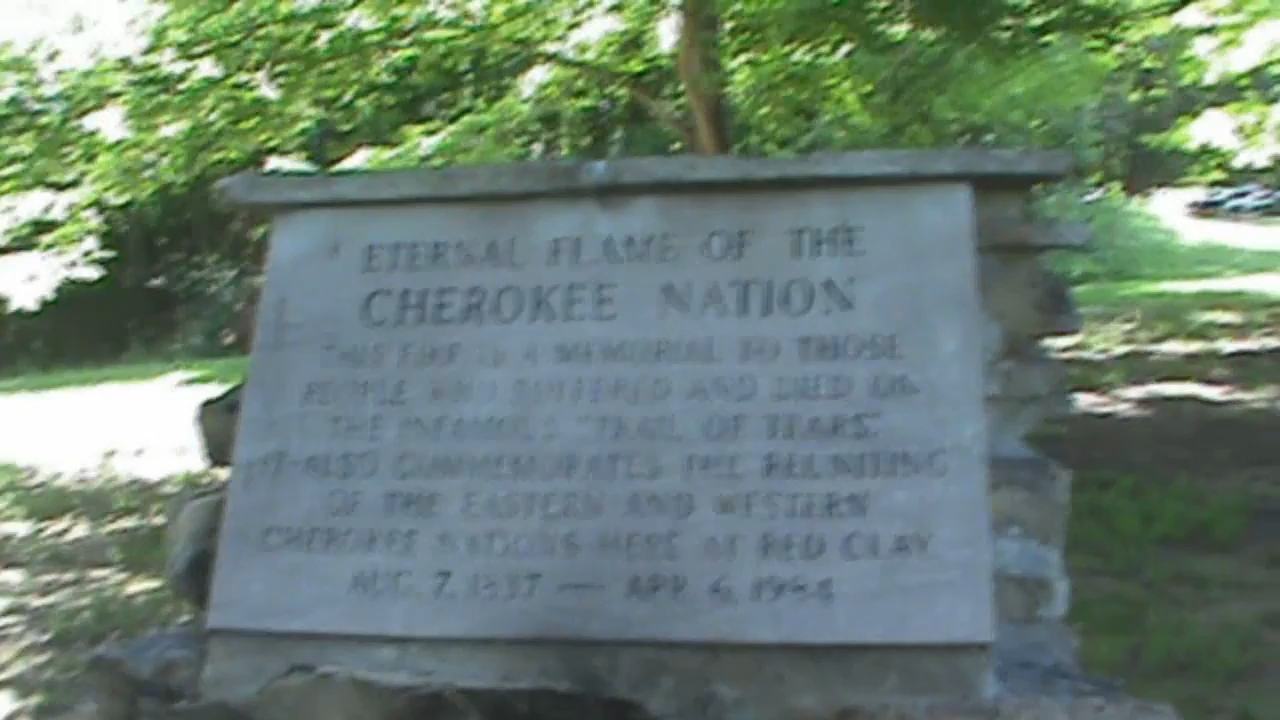 ETERNAL FLAME OF THE
CHEROKEE NATION
THIS FIRE IS A MEMORIAL TO THOSE
PEOPLE WHO SUFFERED AND DIED ON
THE INFAMOUS "TRAIL OF TEARS".
IT ALSO COMMEMORATES THE REUNITING
OF THE EASTERN AND WESTERN
CHEROKEE NATIONS HERE AT RED CLAY
AUG. 7, 1837 — APR. 6, 1984